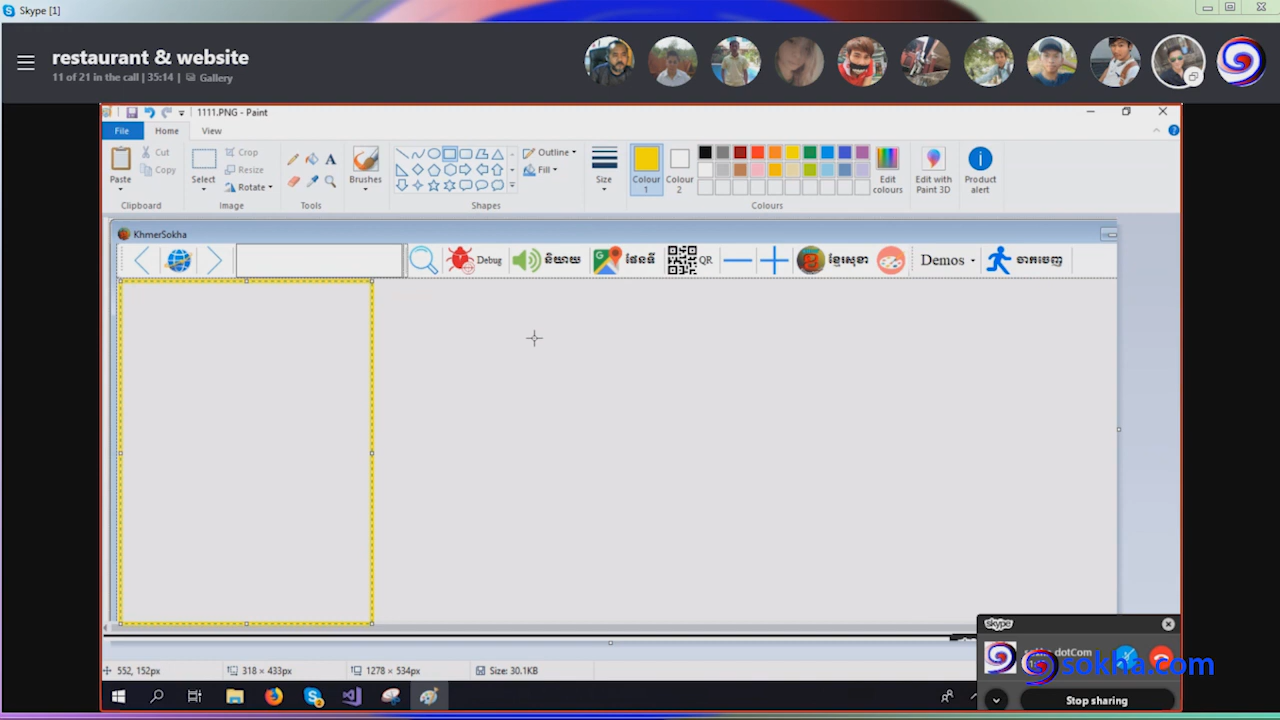 Skype [1]
restaurant & website
11 of 21 in the call | 35:14 | Gallery
1111.PNG - Paint
File Home View
Cut
Copy
Paste
Clipboard
Crop
Resize
Rotate
Select
Image
A
Tools
Brushes
Outline
Fill
Shapes
Size
Colour 1
Colour 2
Edit colours
Colours
Edit with Paint 3D
Product alert
KhmerSokha
Debug និយាយ ផែនទី QR ខ្មែរសុខា Demos ចាកចេញ
552, 152px 318 × 433px 1278 × 534px Size: 30.1KB
skype
sokha.com
Stop sharing